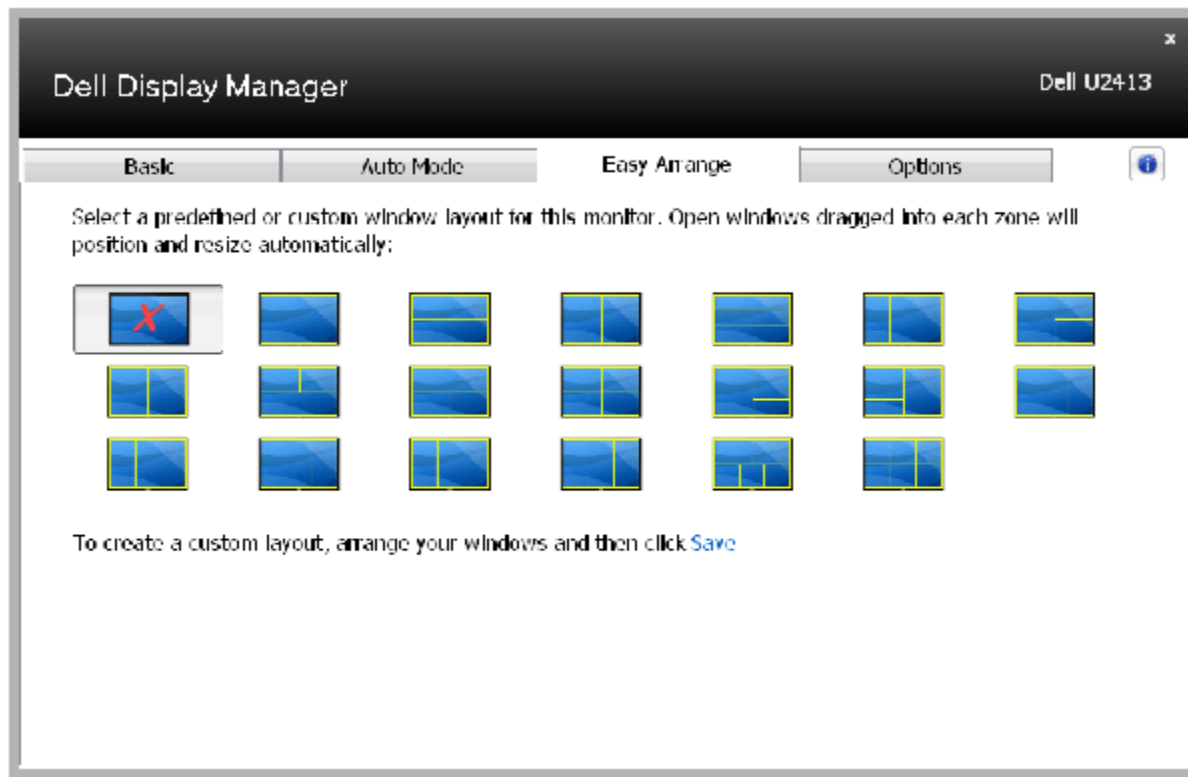 x
Dell Display Manager
Dell U2413
Basic
Auto Mode
Easy Arrange
Options
Select a predefined or custom window layout for this monitor. Open windows dragged into each zone will
position and resize automatically:
X
To create a custom layout, arrange your windows and then click Save